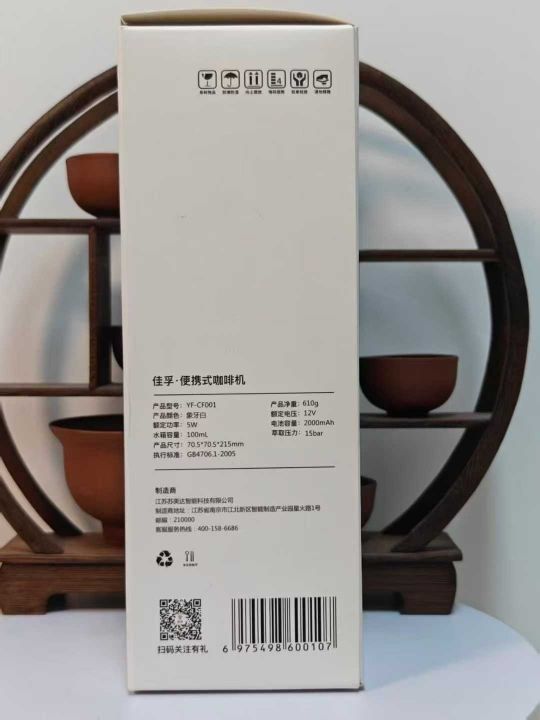 易碎物品 防潮防湿 向上摆放 堆码极限 轻拿轻放 请勿踩踏
佳孚·便携式咖啡机
产品型号： YF-CF001 产品净重：610g
产品颜色： 象牙白 额定电压：12V
额定功率： 5W 电池容量：2000mAh
水箱容量： 100mL 萃取压力：15bar
产品尺寸： 70.5*70.5*215mm
执行标准： GB4706.1-2005
制造商
江苏苏美达智能科技有限公司
制造商地址：江苏省南京市江北新区智能制造产业园星火路1号
邮编：210000
客服服务热线：400-158-6686
扫码关注有礼
6 975498 600107